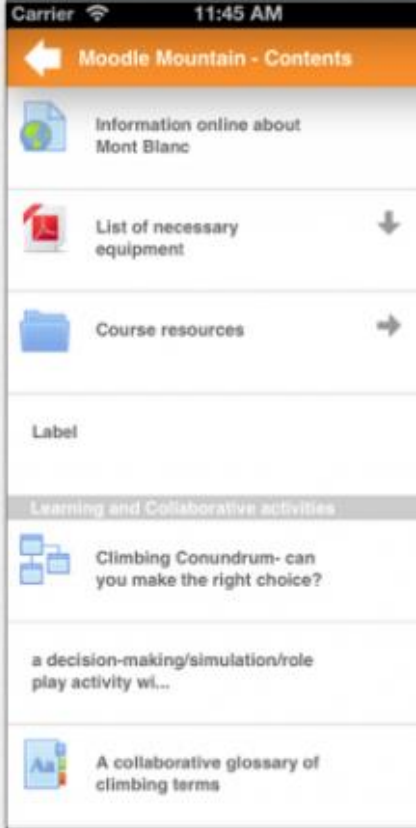 Carrier 11:45 AM
Moodle Mountain - Contents
Information online about
Mont Blanc
List of necessary
equipment
Course resources
Label
Learning and Collaborative activities
Climbing Conundrum- can
you make the right choice?
a decision-making/simulation/role
play activity wi...
Aa
A collaborative glossary of
climbing terms